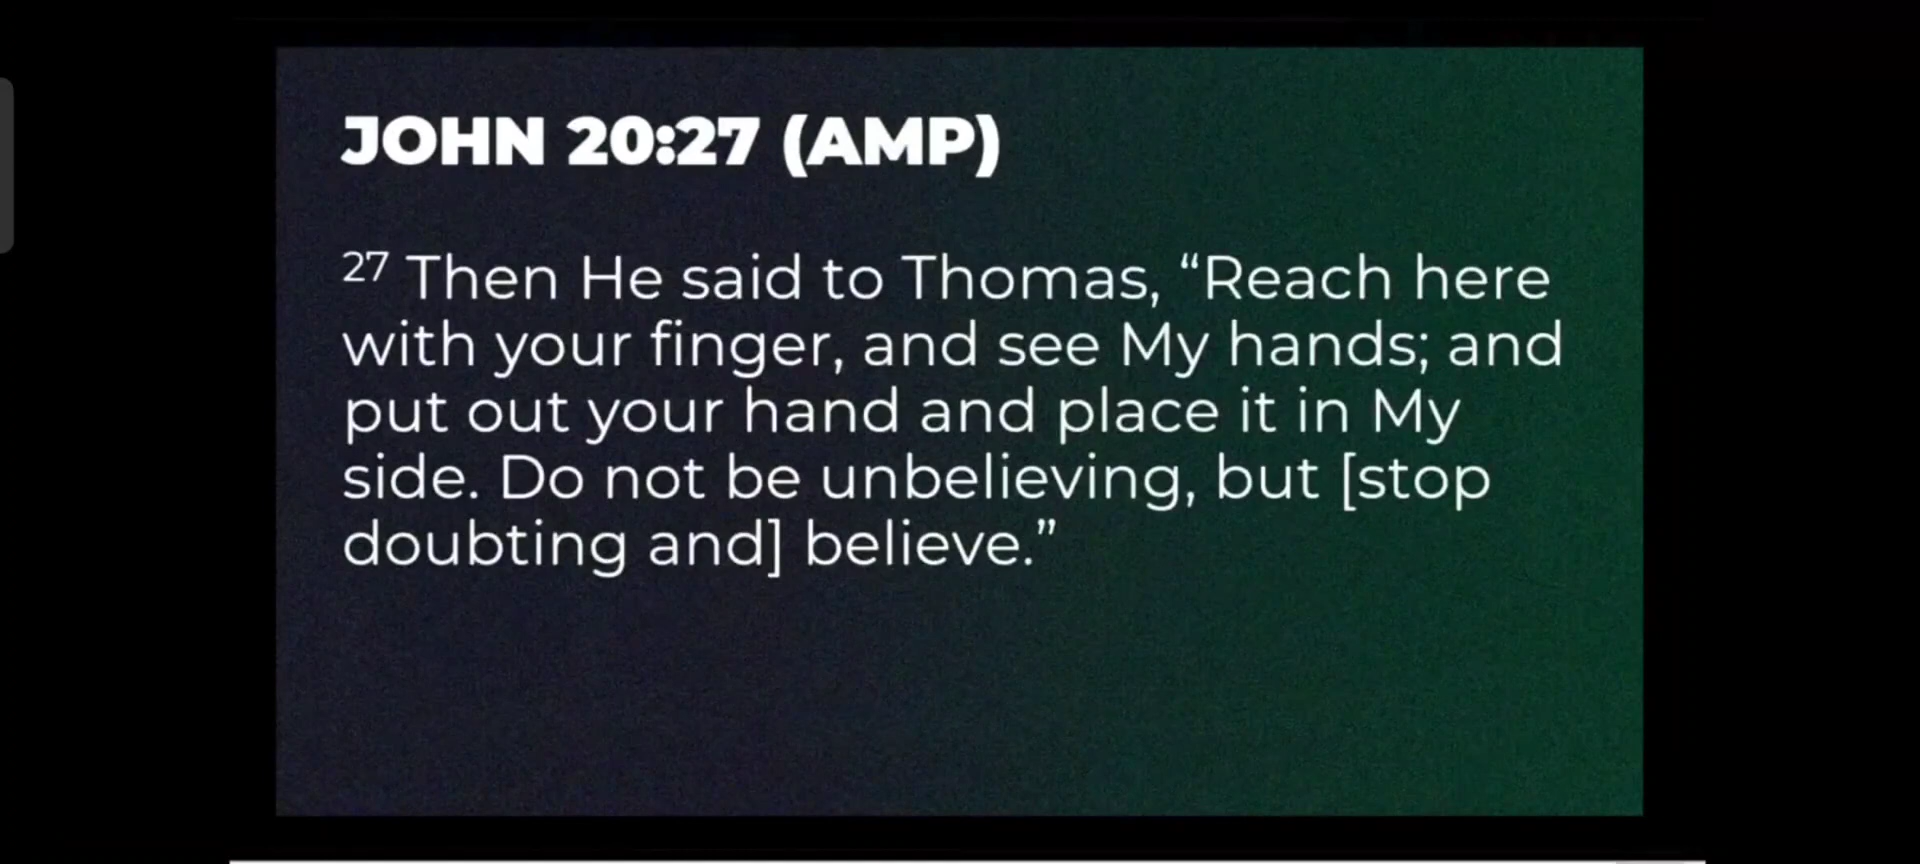 JOHN 20:27 (AMP)
27 Then He said to Thomas, “Reach here
with your finger, and see My hands; and
put out your hand and place it in My
side. Do not be unbelieving, but [stop
doubting and] believe.”